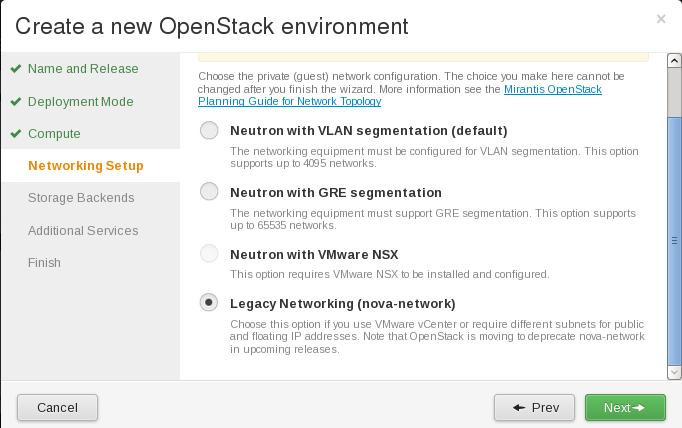 Create a new OpenStack environment
×
Name and Release
Deployment Mode
Compute
Networking Setup
Storage Backends
Additional Services
Finish
Choose the private (guest) network configuration. The choice you make here cannot be
changed after you finish the wizard. More information see the Mirantis OpenStack
Planning Guide for Network Topology
Neutron with VLAN segmentation (default)
The networking equipment must be configured for VLAN segmentation. This option
supports up to 4095 networks.
Neutron with GRE segmentation
The networking equipment must support GRE segmentation. This option supports
up to 65535 networks.
Neutron with VMware NSX
This option requires VMware NSX to be installed and configured.
Legacy Networking (nova-network)
Choose this option if you use VMware vCenter or require different subnets for public
and floating IP addresses. Note that OpenStack is moving to deprecate nova-network
in upcoming releases.
Cancel
Prev
Next